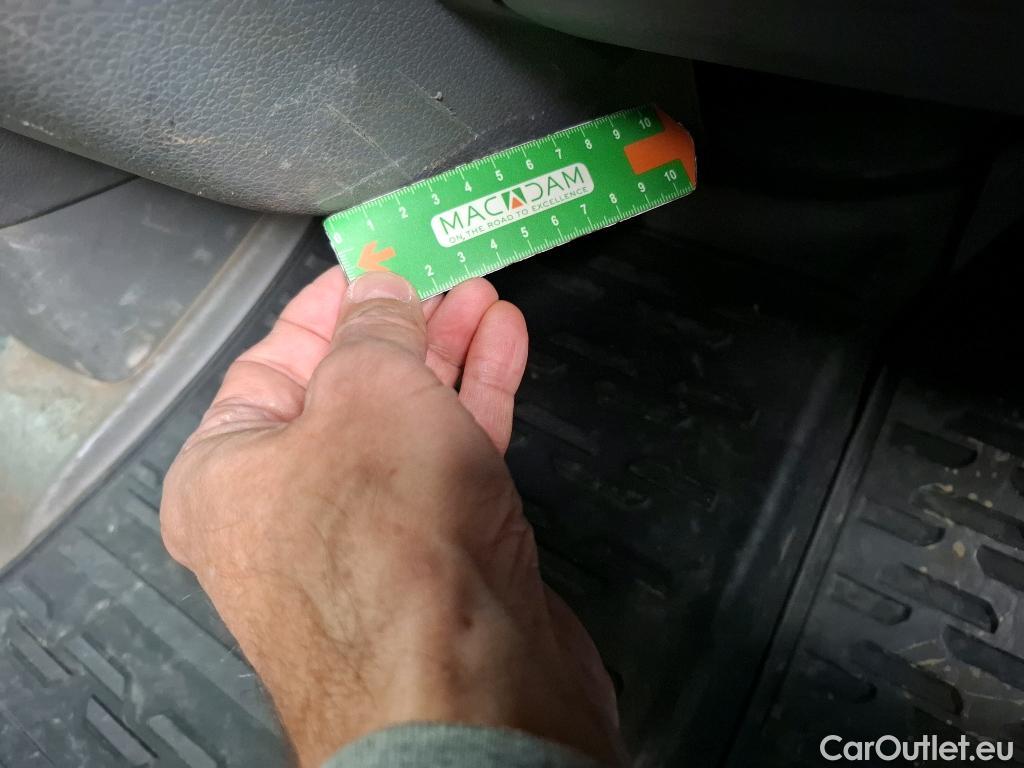 0 1 2 3 4 5 6 7 8 9 10
MACADAM
ON THE ROAD TO EXCELLENCE
2 3 4 5 6 7 8 9 10
CarOutlet.eu